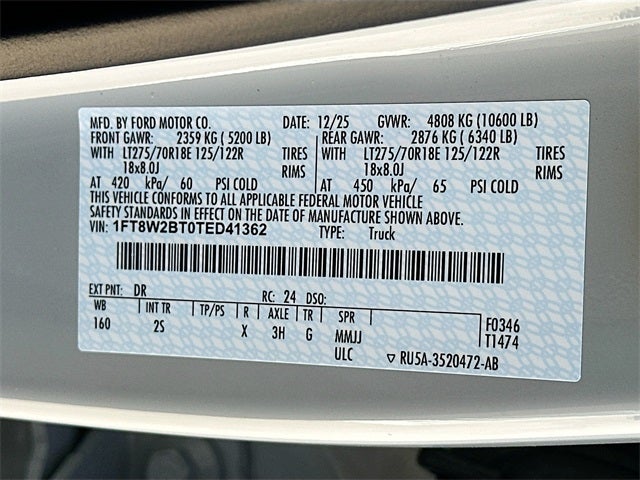 MFD. BY FORD MOTOR CO. DATE: 12/25 GVWR: 4808 KG (10600 LB)
FRONT GAWR: 2359 KG (5200 LB) REAR GAWR: 2876 KG (6340 LB)
WITH LT275/70R18E 125/122R TIRES WITH LT275/70R18E 125/122R TIRES
18x8.0J RIMS 18x8.0J RIMS
AT 420 kPa/ 60 PSI COLD AT 450 kPa/ 65 PSI COLD
THIS VEHICLE CONFORMS TO ALL APPLICABLE FEDERAL MOTOR VEHICLE
SAFETY STANDARDS IN EFFECT ON THE DATE OF MANUFACTURE SHOWN ABOVE.
VIN: 1FT8W2BT0TED41362 TYPE: Truck
EXT PNT: DR RC: 24 DSO:
WB INT TR TP/PS R AXLE TR SPR F0346
160 2S X 3H G MMJJ T1474
ULC ▽ RU5A-3520472-AB